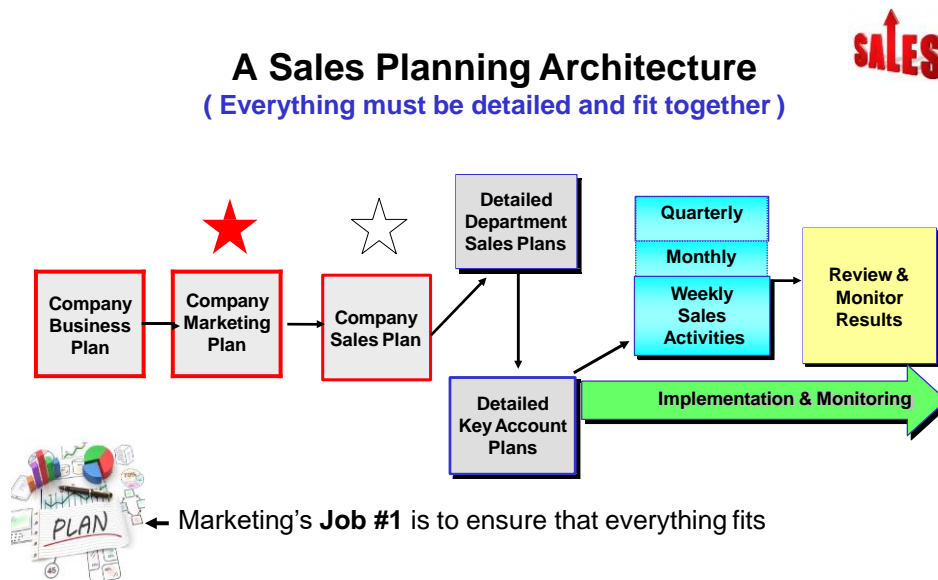 SALES
A Sales Planning Architecture
( Everything must be detailed and fit together )
Company
Business
Plan
Company
Marketing
Plan
Company
Sales Plan
Detailed
Department
Sales Plans
Detailed
Key Account
Plans
Quarterly
Monthly
Weekly
Sales
Activities
Review &
Monitor
Results
Implementation & Monitoring
PLAN
70%
45
Marketing's Job #1 is to ensure that everything fits